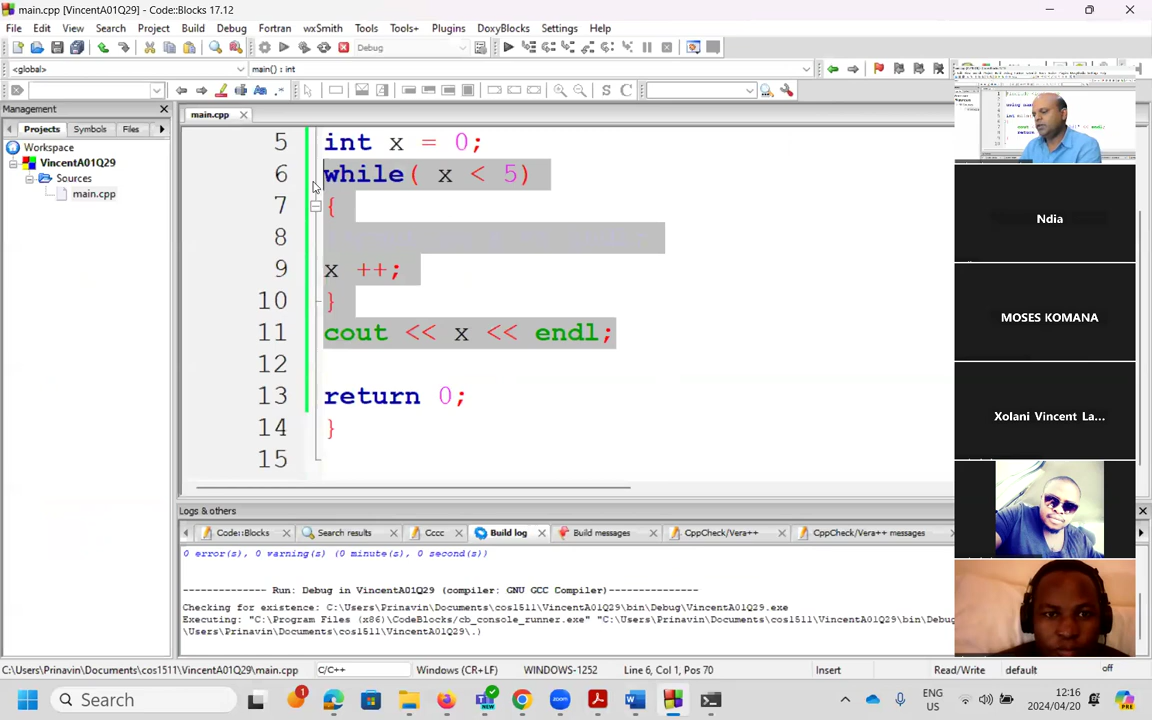 main.cpp [VincentA01Q29] - Code::Blocks 17.12
File Edit View Search Project Build Debug Fortran wxSmith Tools Tools+ Plugins DoxyBlocks Settings Help
Debug
<global>
main() : int
S C
Management
main.cpp
Projects Symbols Files
Workspace
VincentA01Q29
Sources
main.cpp
5 int x = 0;
6 while( x < 5)
7 {
8
9 x ++;
10 }
11 cout << x << endl;
12
13 return 0;
14 }
15
Ndia
MOSES KOMANA
Xolani Vincent La...
Logs & others
Code::Blocks Search results Cccc Build log Build messages CppCheck/Vera++ CppCheck/Vera++ messages
0 error(s), 0 warning(s) (0 minute(s), 0 second(s))
-------------- Run: Debug in VincentA01Q29 (compiler: GNU GCC Compiler)---------------
Checking for existence: C:\Users\Prinavin\Documents\cos1511\VincentA01Q29\bin\Debug\VincentA01Q29.exe
Executing: "C:\Program Files (x86)\CodeBlocks/cb_console_runner.exe" "C:\Users\Prinavin\Documents\cos1511\VincentA01Q29\bin\Debu
\Users\Prinavin\Documents\cos1511\VincentA01Q29\.)
C:\Users\Prinavin\Documents\cos1511\VincentA01Q29\main.cpp C/C++ Windows (CR+LF) WINDOWS-1252 Line 6, Col 1, Pos 70 Insert Read/Write default off
Search
1
ENG
US
12:16
2024/04/20
PRE